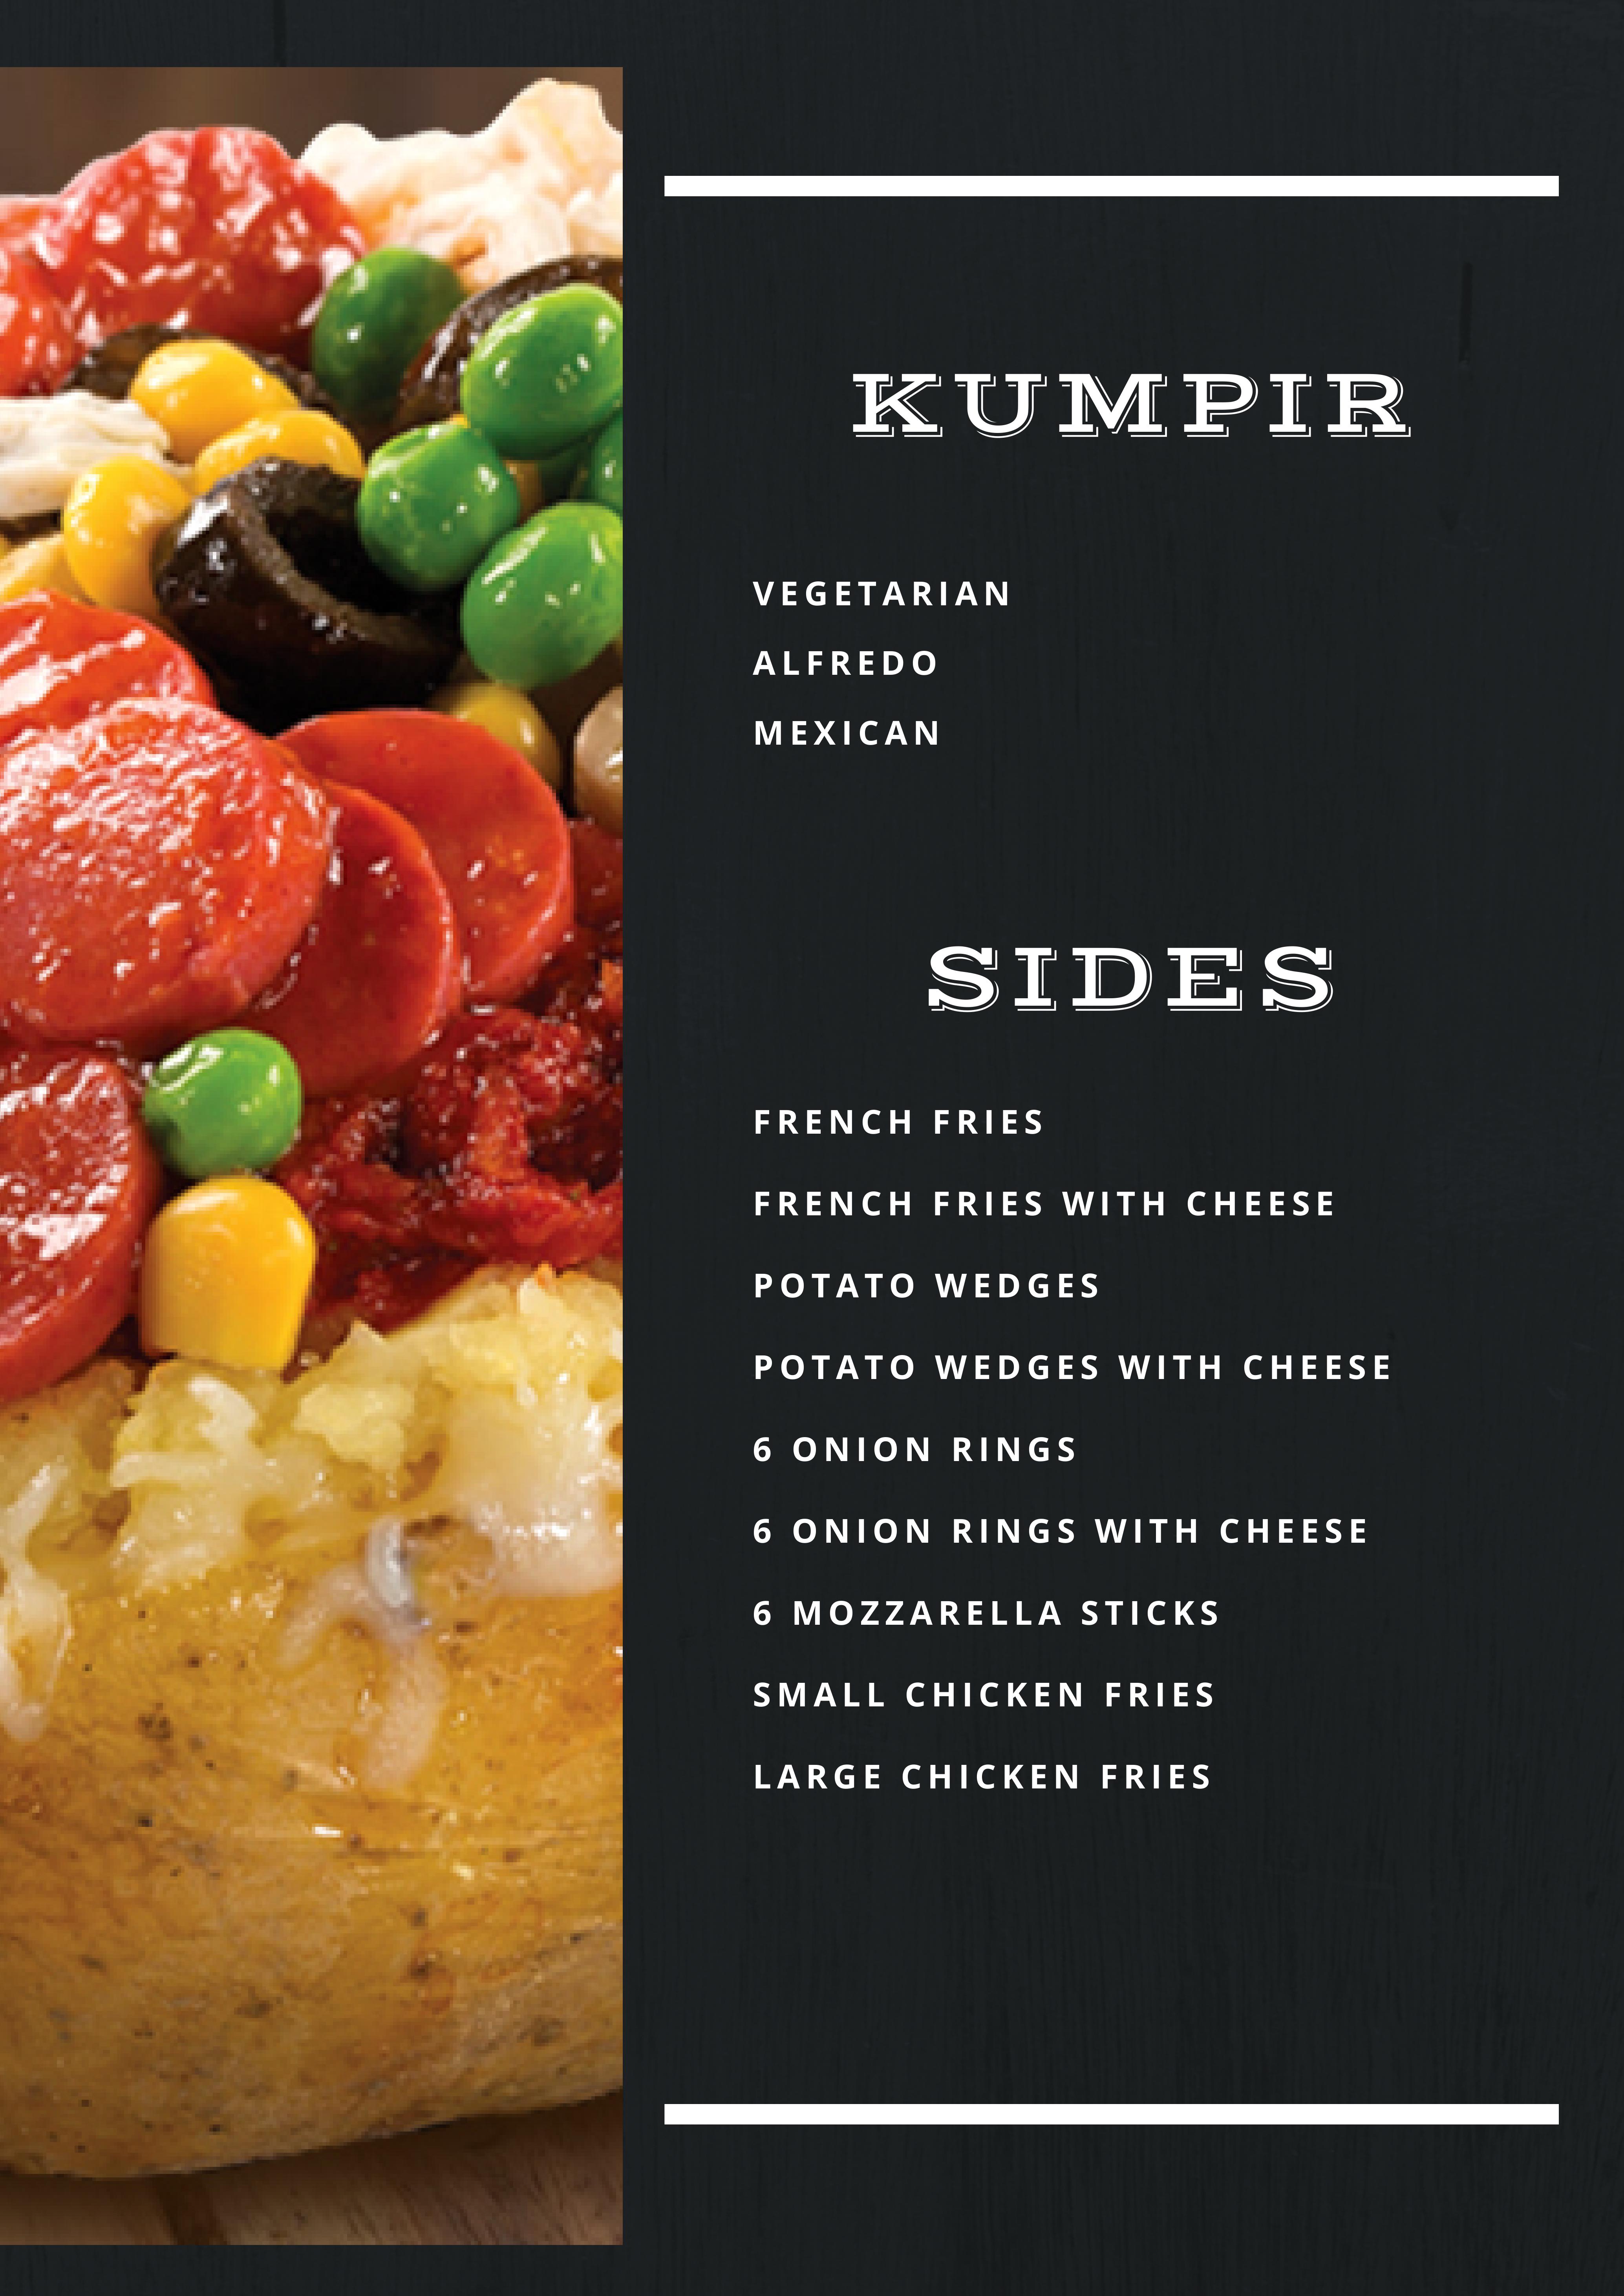 KUMPIR
VEGETARIAN
ALFREDO
MEXICAN
SIDES
FRENCH FRIES
FRENCH FRIES WITH CHEESE
POTATO WEDGES
POTATO WEDGES WITH CHEESE
6 ONION RINGS
6 ONION RINGS WITH CHEESE
6 MOZZARELLA STICKS
SMALL CHICKEN FRIES
LARGE CHICKEN FRIES